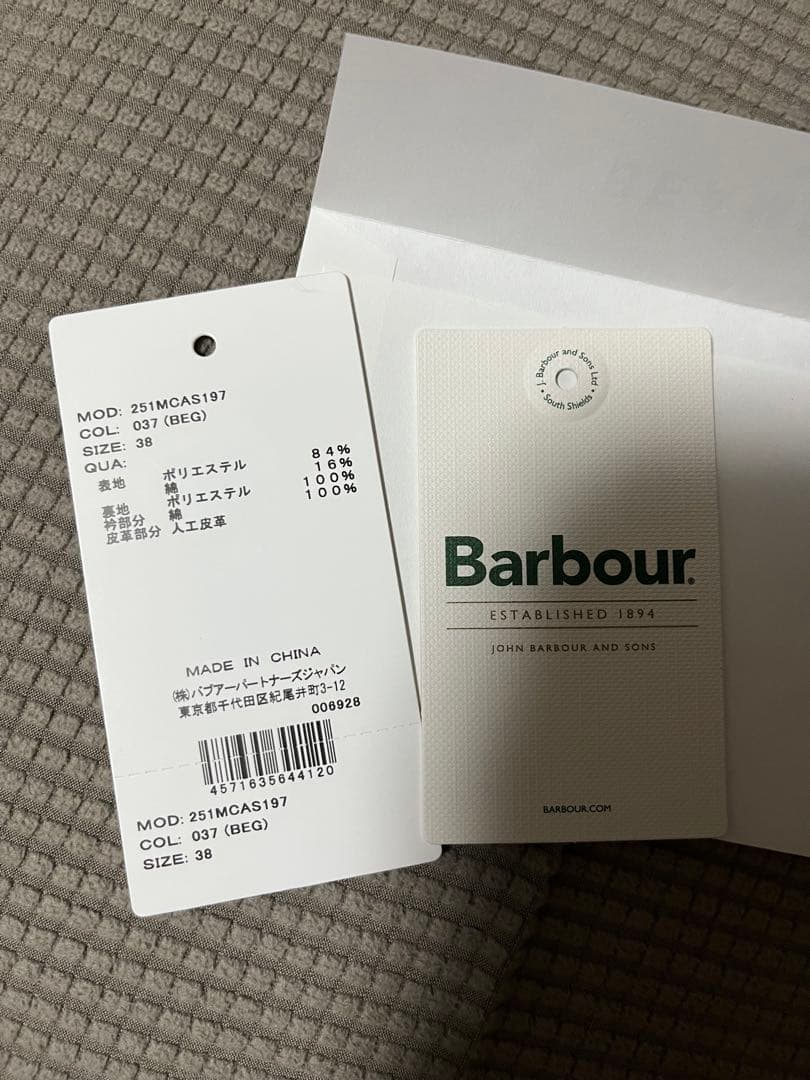 MOD: 251MCAS197
COL: 037 (BEG)
SIZE: 38
QUA:
表地 ポリエステル 84%
綿 16%
裏地 ポリエステル 100%
衿部分 綿 100%
皮革部分 人工皮革
MADE IN CHINA
(株)バブアーパートナーズジャパン
東京都千代田区紀尾井町3-12
006928
4571635644120
MOD: 251MCAS197
COL: 037 (BEG)
SIZE: 38
J. Barbour and Sons Ltd • South Shields •
Barbour®
ESTABLISHED 1894
JOHN BARBOUR AND SONS
BARBOUR.COM